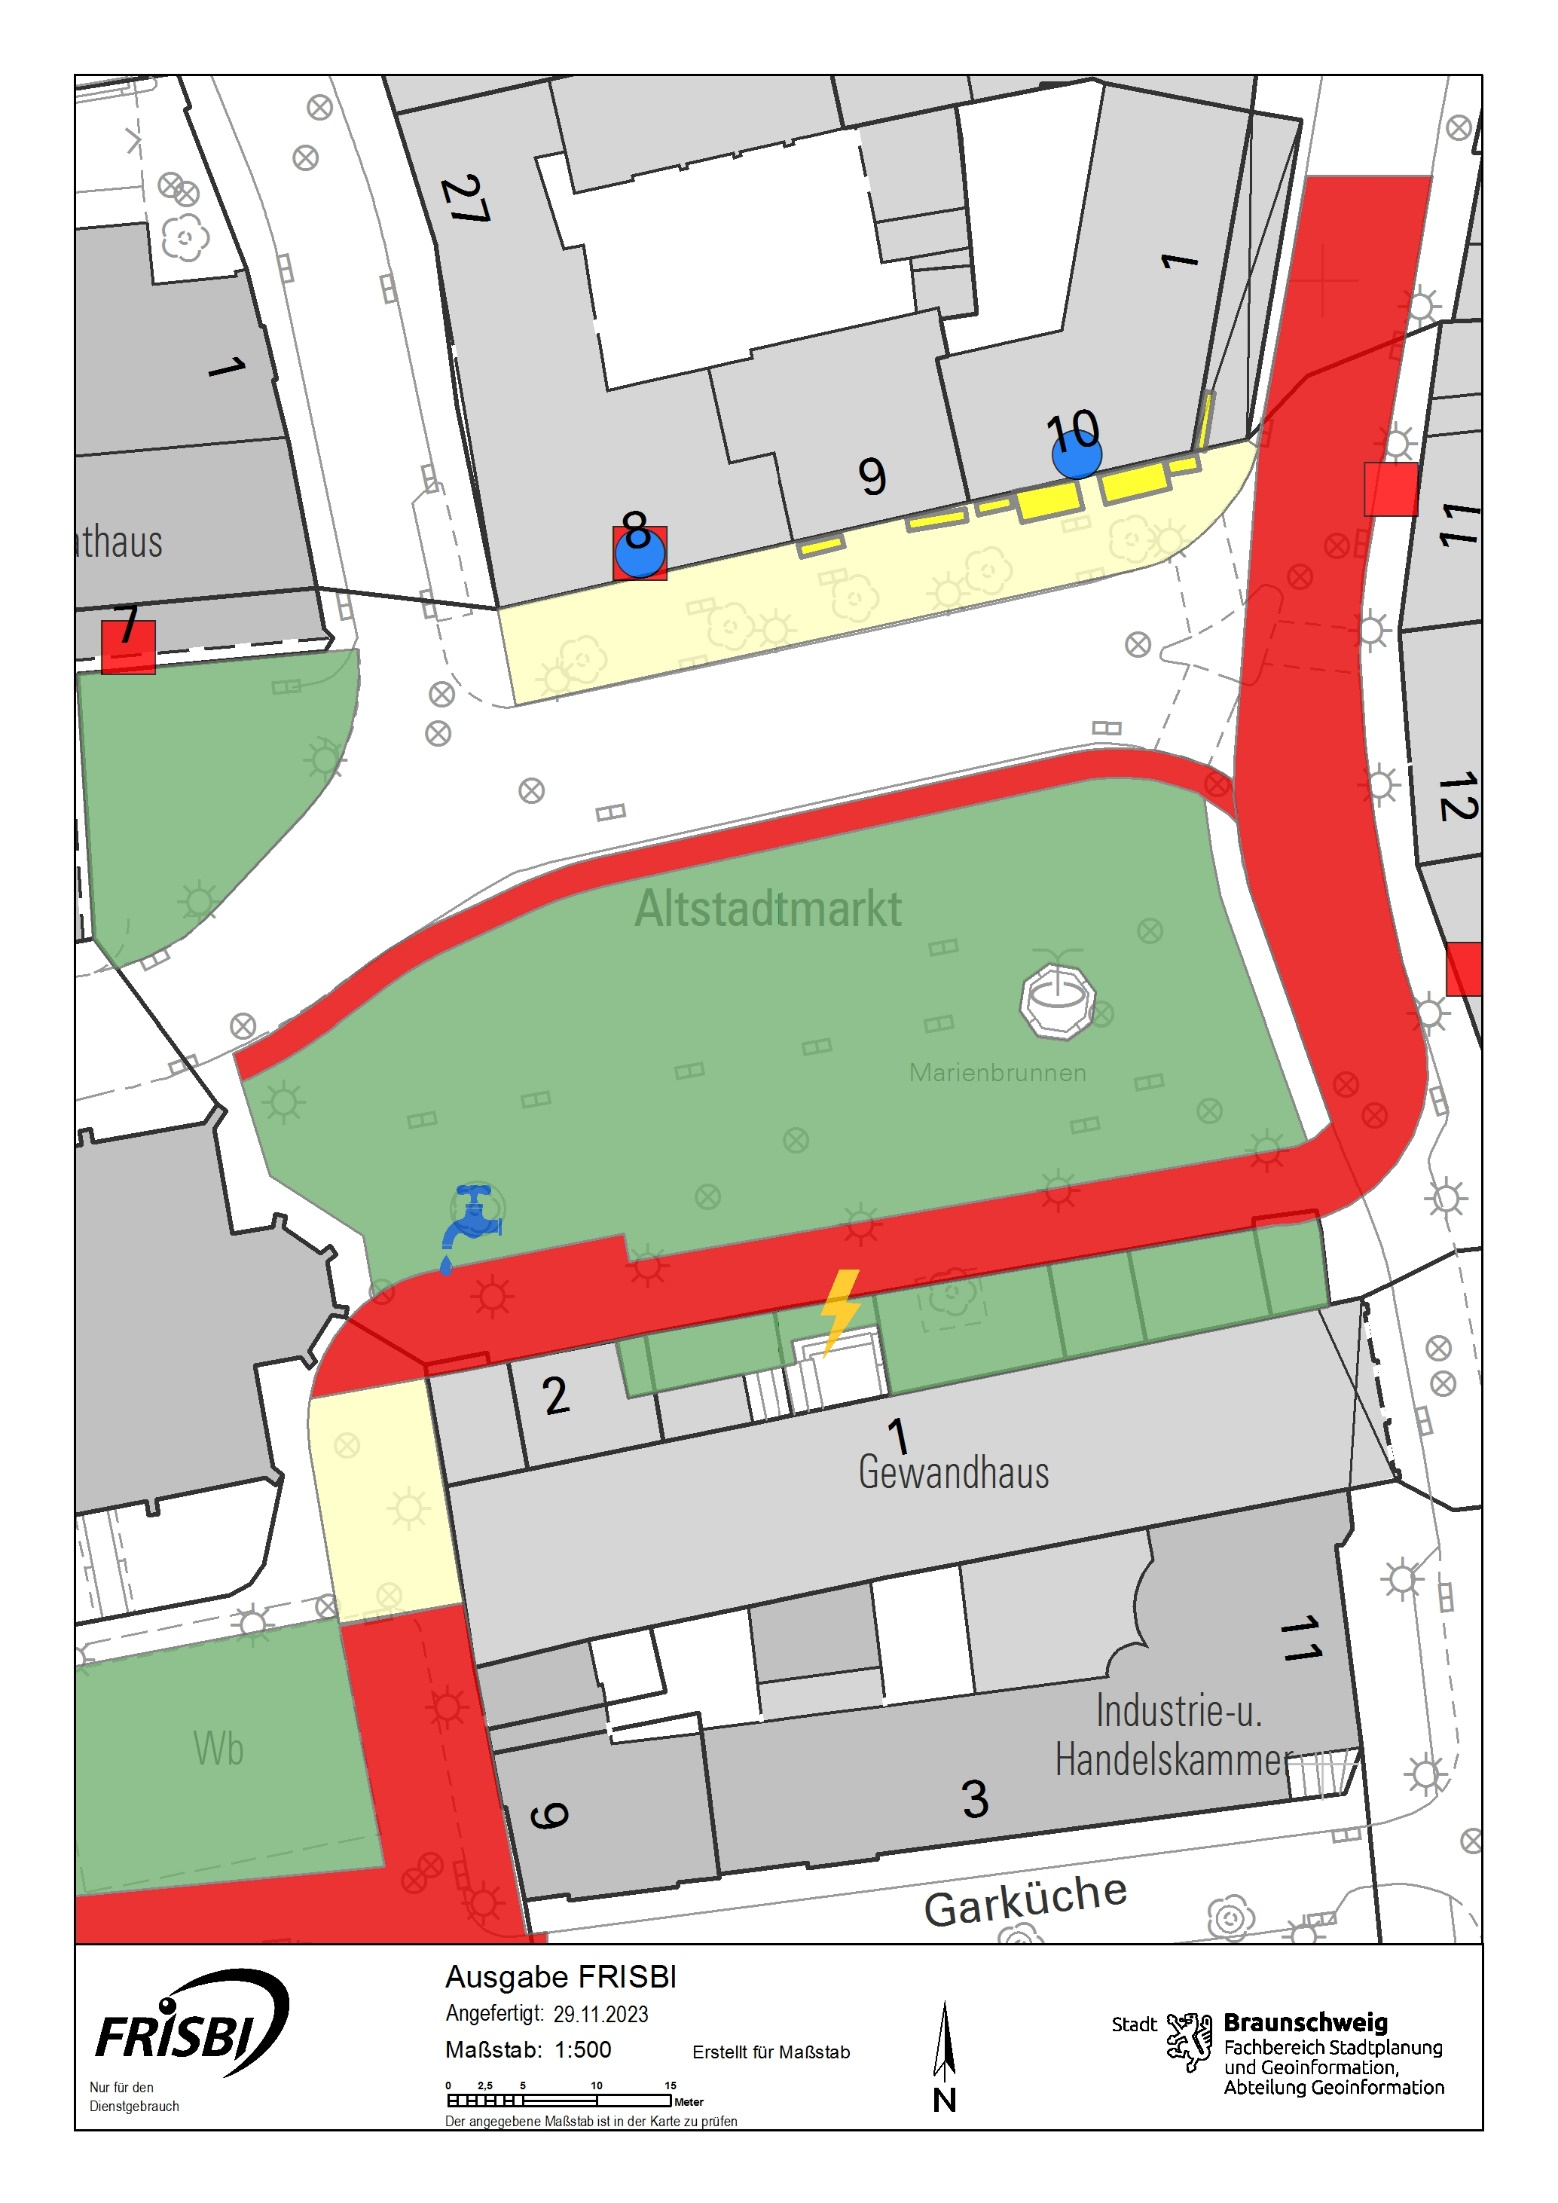 27
1
1
10
9
8
11
athaus
7
12
Altstadtmarkt
Marienbrunnen
2
1
Gewandhaus
11
Wb
Industrie-u.
Handelskammer
3
6
Garküche
FRISBI
Nur für den
Dienstgebrauch
Ausgabe FRISBI
Angefertigt: 29.11.2023
Maßstab: 1:500
Erstellt für Maßstab
0 2,5 5 10 15
Meter
Der angegebene Maßstab ist in der Karte zu prüfen
N
Stadt Braunschweig
Fachbereich Stadtplanung
und Geoinformation,
Abteilung Geoinformation